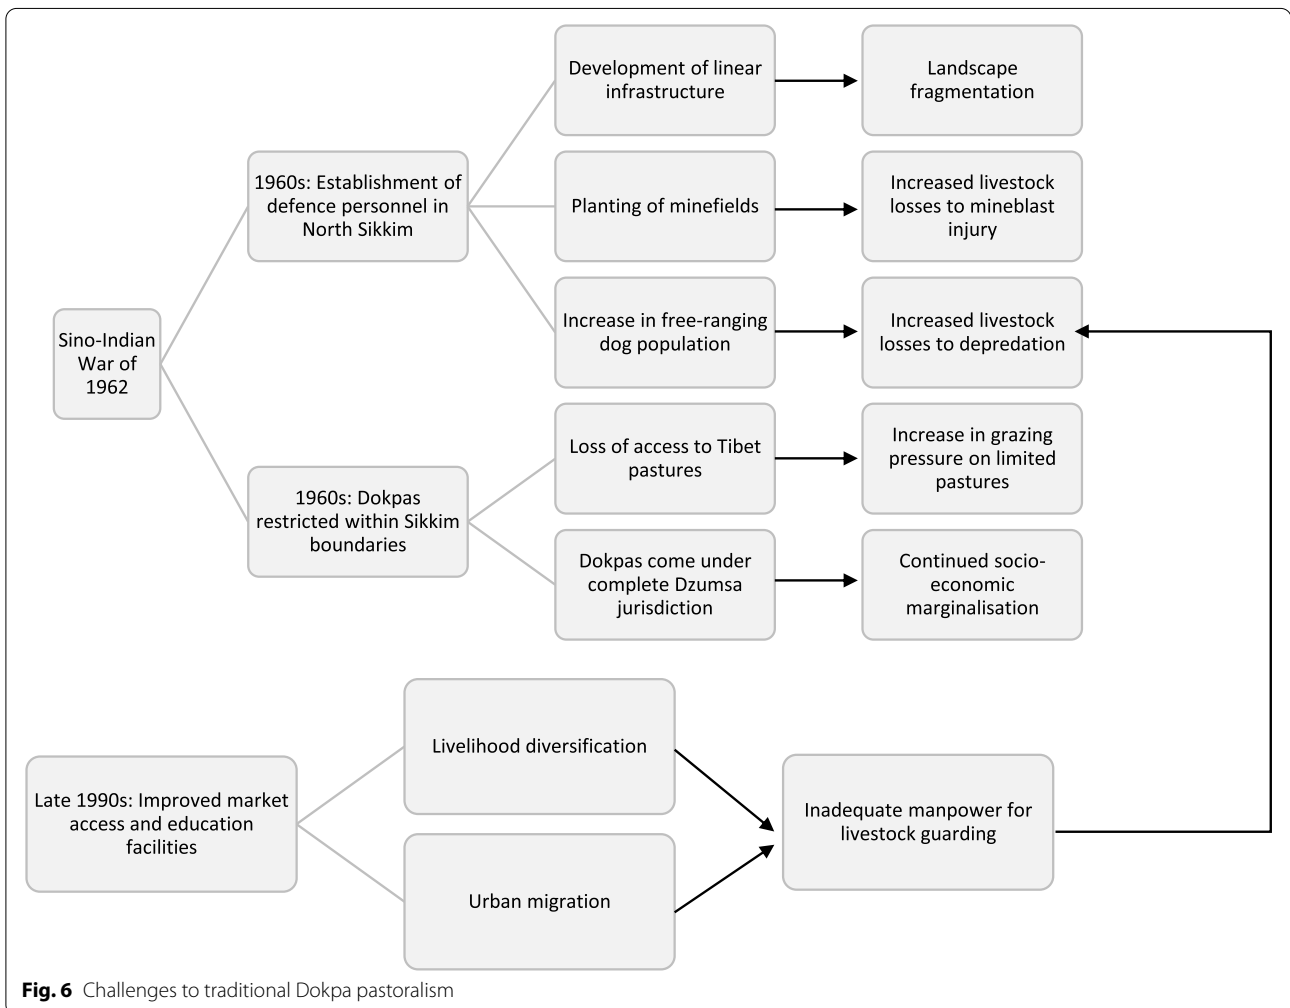 Development of linear
infrastructure
Landscape
fragmentation
1960s: Establishment of
defence personnel in
North Sikkim
Planting of minefields
Increased livestock
losses to mineblast
injury
Sino-Indian
War of
1962
Increase in free-ranging
dog population
Increased livestock
losses to depredation
1960s: Dokpas
restricted within Sikkim
boundaries
Loss of access to Tibet
pastures
Increase in grazing
pressure on limited
pastures
Dokpas come under
complete Dzumsa
jurisdiction
Continued socio-
economic
marginalisation
Late 1990s: Improved market
access and education
facilities
Livelihood diversification
Urban migration
Inadequate manpower for
livestock guarding
Fig. 6 Challenges to traditional Dokpa pastoralism